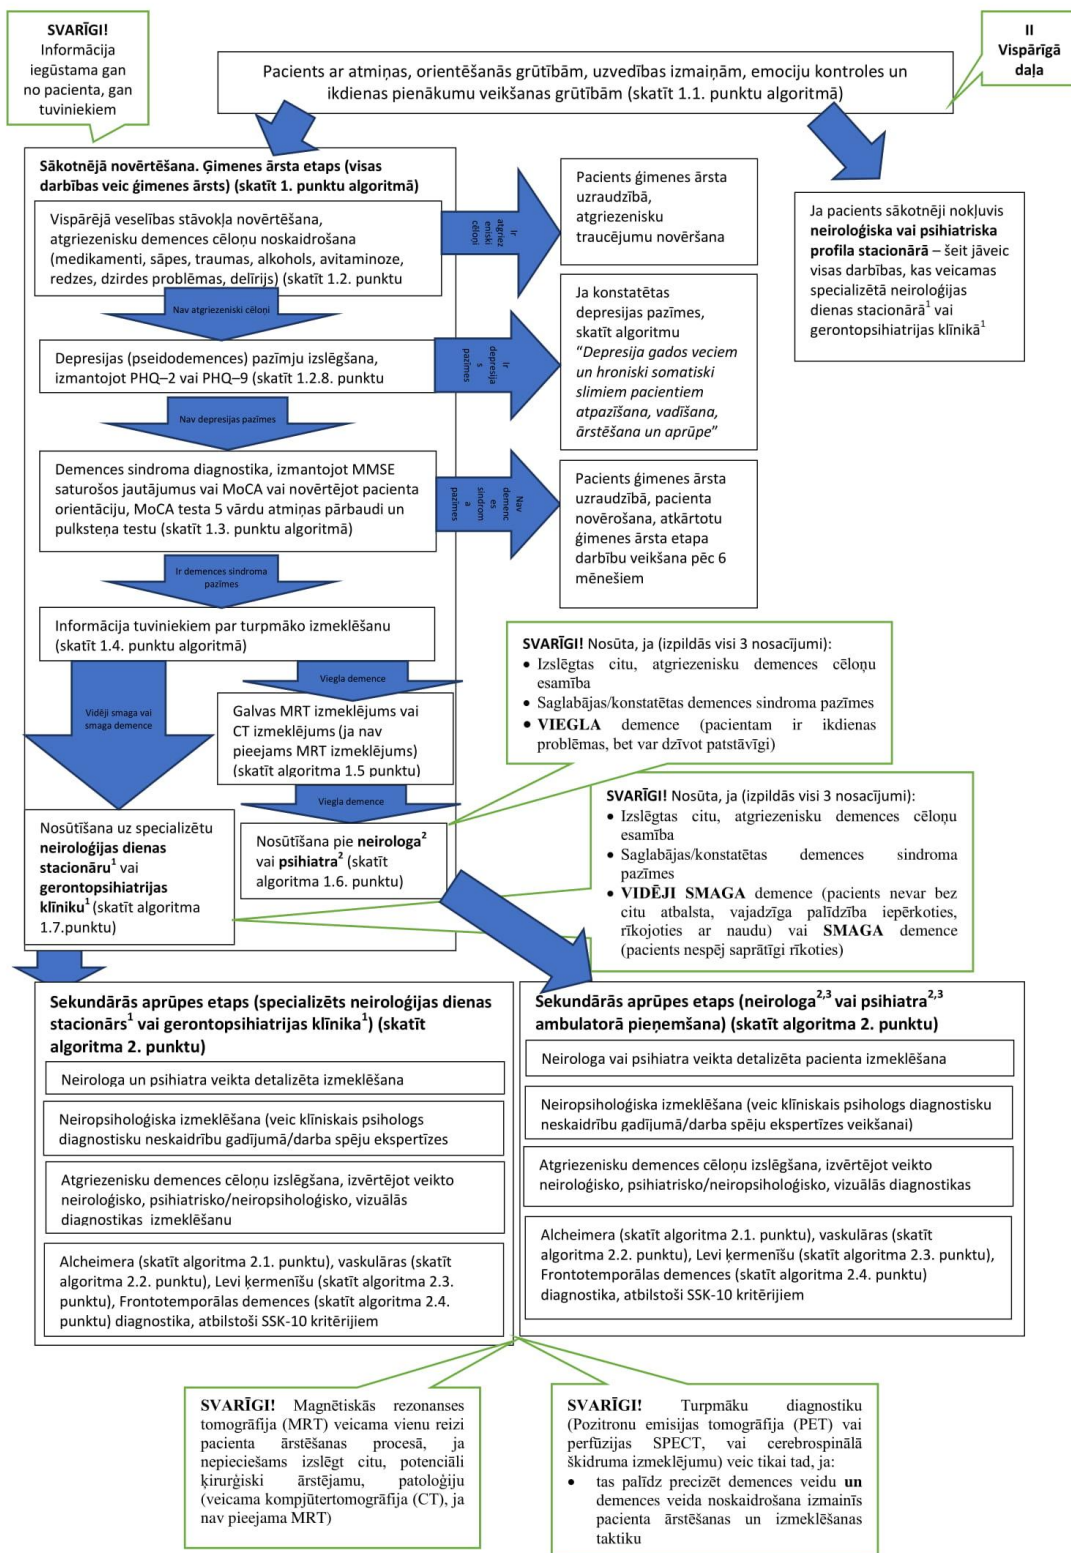 SVARĪGI!
Informācija
iegūstama gan
no pacienta, gan
tuviniekiem
II
Vispārīgā
daļa
Pacients ar atmiņas, orientēšanās grūtībām, uzvedības izmaiņām, emociju kontroles un
ikdienas pienākumu veikšanas grūtībām (skatīt 1.1. punktu algoritmā)
Sākotnējā novērtēšana. Ģimenes ārsta etaps (visas
darbības veic ģimenes ārsts) (skatīt 1. punktu algoritmā)
Vispārējā veselības stāvokļa novērtēšana,
atgriezenisku demences cēloņu noskaidrošana
(medikamenti, sāpes, traumas, alkohols, avitaminoze,
redzes, dzirdes problēmas, delīrijs) (skatīt 1.2. punktu
Ir
atgriez
eniski
cēloņi
Pacients ģimenes ārsta
uzraudzībā,
atgriezenisku
traucējumu novēršana
Ja pacients sākotnēji nokļuvis
neiroloģiska vai psihiatriska
profila stacionārā – šeit jāveic
visas darbības, kas veicamas
specializētā neiroloģijas
dienas stacionārā1 vai
gerontopsihiatrijas klīnikā1
Nav atgriezeniski cēloņi
Depresijas (pseidodemences) pazīmju izslēgšana,
izmantojot PHQ–2 vai PHQ–9 (skatīt 1.2.8. punktu
Ir
depresija
s
pazīmes
Ja konstatētas
depresijas pazīmes,
skatīt algoritmu
“Depresija gados veciem
un hroniski somatiski
slimiem pacientiem
atpazīšana, vadīšana,
ārstēšana un aprūpe”
Nav depresijas pazīmes
Demences sindroma diagnostika, izmantojot MMSE
saturošos jautājumus vai MoCA vai novērtējot pacienta
orientāciju, MoCA testa 5 vārdu atmiņas pārbaudi un
pulksteņa testu (skatīt 1.3. punktu algoritmā)
Nav
demenc
es
sindrom
a
pazīmes
Pacients ģimenes ārsta
uzraudzībā, pacienta
novērošana, atkārtotu
ģimenes ārsta etapa
darbību veikšana pēc 6
mēnešiem
Ir demences sindroma
pazīmes
Informācija tuviniekiem par turpmāko izmeklēšanu
(skatīt 1.4. punktu algoritmā)
Vidēji smaga vai
smaga demence
Viegla demence
Galvas MRT izmeklējums vai
CT izmeklējums (ja nav
pieejams MRT izmeklējums)
(skatīt algoritma 1.5 punktu)
Viegla demence
SVARĪGI! Nosūta, ja (izpildās visi 3 nosacījumi):
• Izslēgtas citu, atgriezenisku demences cēloņu
esamība
• Saglabājas/konstatētas demences sindroma pazīmes
• VIEGLA demence (pacientam ir ikdienas
problēmas, bet var dzīvot patstāvīgi)
Nosūtīšana uz specializētu
neiroloģijas dienas
stacionāru1 vai
gerontopsihiatrijas
klīniku1 (skatīt algoritma
1.7.punktu)
Nosūtīšana pie neirologa2
vai psihiatra2 (skatīt
algoritma 1.6. punktu)
SVARĪGI! Nosūta, ja (izpildās visi 3 nosacījumi):
• Izslēgtas citu, atgriezenisku demences cēloņu
esamība
• Saglabājas/konstatētas demences sindroma
pazīmes
• VIDĒJI SMAGA demence (pacients nevar bez
citu atbalsta, vajadzīga palīdzība iepērkoties,
rīkojoties ar naudu) vai SMAGA demence
(pacients nespēj saprātīgi rīkoties)
Sekundārās aprūpes etaps (specializēts neiroloģijas dienas
stacionārs1 vai gerontopsihiatrijas klīnika1) (skatīt
algoritma 2. punktu)
Neirologa un psihiatra veikta detalizēta izmeklēšana
Neiropsiholoģiska izmeklēšana (veic klīniskais psihologs
diagnostisku neskaidrību gadījumā/darba spēju ekspertīzes
Atgriezenisku demences cēloņu izslēgšana, izvērtējot veikto
neiroloģisko, psihiatrisko/neiropsiholoģisko, vizuālās
diagnostikas izmeklēšanu
Alcheimera (skatīt algoritma 2.1. punktu), vaskulāras (skatīt
algoritma 2.2. punktu), Levi ķermenīšu (skatīt algoritma 2.3.
punktu), Frontotemporālas demences (skatīt algoritma 2.4.
punktu) diagnostika, atbilstoši SSK-10 kritērijiem
Sekundārās aprūpes etaps (neirologa2,3 vai psihiatra2,3
ambulatorā pieņemšana) (skatīt algoritma 2. punktu)
Neirologa vai psihiatra veikta detalizēta pacienta izmeklēšana
Neiropsiholoģiska izmeklēšana (veic klīniskais psihologs diagnostisku
neskaidrību gadījumā/darba spēju ekspertīzes veikšanai)
Atgriezenisku demences cēloņu izslēgšana, izvērtējot veikto
neiroloģisko, psihiatrisko/neiropsiholoģisko, vizuālās diagnostikas
Alcheimera (skatīt algoritma 2.1. punktu), vaskulāras (skatīt
algoritma 2.2. punktu), Levi ķermenīšu (skatīt algoritma 2.3. punktu),
Frontotemporālas demences (skatīt algoritma 2.4. punktu)
diagnostika, atbilstoši SSK-10 kritērijiem
SVARĪGI! Magnētiskās rezonanses
tomogrāfija (MRT) veicama vienu reizi
pacienta ārstēšanas procesā, ja
nepieciešams izslēgt citu, potenciāli
ķirurģiski ārstējamu, patoloģiju
(veicama kompjūtertomogrāfija (CT), ja
nav pieejama MRT)
SVARĪGI! Turpmāku diagnostiku
(Pozitronu emisijas tomogrāfija (PET) vai
perfūzijas SPECT, vai cerebrospinālā
šķidruma izmeklējumu) veic tikai tad, ja:
• tas palīdz precizēt demences veidu un
demences veida noskaidrošana izmainīs
pacienta ārstēšanas un izmeklēšanas
taktiku